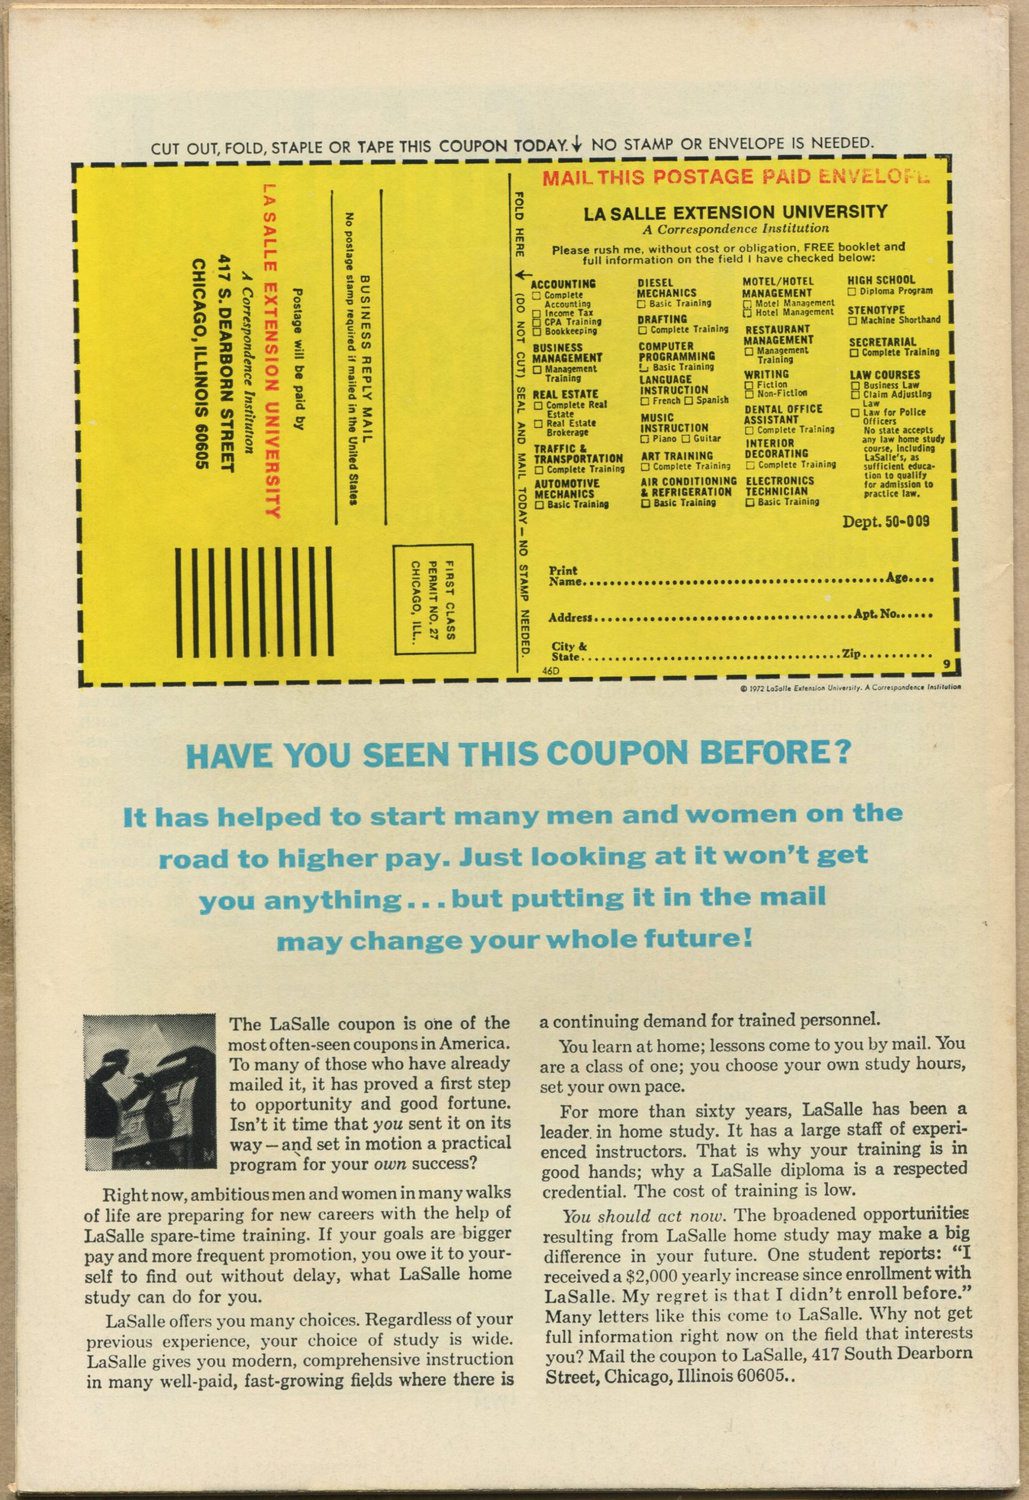 CUT OUT, FOLD, STAPLE OR TAPE THIS COUPON TODAY.↓ NO STAMP OR ENVELOPE IS NEEDED.
LA SALLE EXTENSION UNIVERSITY
A Correspondence Institution
417 S. DEARBORN STREET
CHICAGO, ILLINOIS 60605
Postage will be paid by
BUSINESS REPLY MAIL
No postage stamp required if mailed in the United States
FIRST CLASS
PERMIT NO. 27
CHICAGO, ILL..
FOLD HERE ↑ (DO NOT CUT) SEAL AND MAIL TODAY—NO STAMP NEEDED.
MAIL THIS POSTAGE PAID ENVELOPE
LA SALLE EXTENSION UNIVERSITY
A Correspondence Institution
Please rush me, without cost or obligation, FREE booklet and
full information on the field I have checked below:
ACCOUNTING
☐ Complete
Accounting
☐ Income Tax
☐ CPA Training
☐ Bookkeeping
BUSINESS
MANAGEMENT
☐ Management
Training
REAL ESTATE
☐ Complete Real
Estate
☐ Real Estate
Brokerage
TRAFFIC &
TRANSPORTATION
☐ Complete Training
AUTOMOTIVE
MECHANICS
☐ Basic Training
DIESEL
MECHANICS
☐ Basic Training
DRAFTING
☐ Complete Training
COMPUTER
PROGRAMMING
☐ Basic Training
LANGUAGE
INSTRUCTION
☐ French ☐ Spanish
MUSIC
INSTRUCTION
☐ Piano ☐ Guitar
ART TRAINING
☐ Complete Training
AIR CONDITIONING
& REFRIGERATION
☐ Basic Training
MOTEL/HOTEL
MANAGEMENT
☐ Motel Management
☐ Hotel Management
RESTAURANT
MANAGEMENT
☐ Management
Training
WRITING
☐ Fiction
☐ Non-Fiction
DENTAL OFFICE
ASSISTANT
☐ Complete Training
INTERIOR
DECORATING
☐ Complete Training
ELECTRONICS
TECHNICIAN
☐ Basic Training
HIGH SCHOOL
☐ Diploma Program
STENOTYPE
☐ Machine Shorthand
SECRETARIAL
☐ Complete Training
LAW COURSES
☐ Business Law
☐ Claim Adjusting
Law
☐ Law for Police
Officers
No state accepts
any law home study
course, including
LaSalle's, as
sufficient educa-
tion to qualify
for admission to
practice law.
Dept. 50-009
Print
Name..........Age....
Address..........Apt. No......
City &
State..........Zip..........
46D
9
© 1972 LaSalle Extension University. A Correspondence Institution
HAVE YOU SEEN THIS COUPON BEFORE?
It has helped to start many men and women on the
road to higher pay. Just looking at it won't get
you anything...but putting it in the mail
may change your whole future!
The LaSalle coupon is one of the
most often-seen coupons in America.
To many of those who have already
mailed it, it has proved a first step
to opportunity and good fortune.
Isn't it time that you sent it on its
way—and set in motion a practical
program for your own success?
Right now, ambitious men and women in many walks
of life are preparing for new careers with the help of
LaSalle spare-time training. If your goals are bigger
pay and more frequent promotion, you owe it to your-
self to find out without delay, what LaSalle home
study can do for you.
LaSalle offers you many choices. Regardless of your
previous experience, your choice of study is wide.
LaSalle gives you modern, comprehensive instruction
in many well-paid, fast-growing fields where there is
a continuing demand for trained personnel.
You learn at home; lessons come to you by mail. You
are a class of one; you choose your own study hours,
set your own pace.
For more than sixty years, LaSalle has been a
leader in home study. It has a large staff of experi-
enced instructors. That is why your training is in
good hands; why a LaSalle diploma is a respected
credential. The cost of training is low.
You should act now. The broadened opportunities
resulting from LaSalle home study may make a big
difference in your future. One student reports: "I
received a $2,000 yearly increase since enrollment with
LaSalle. My regret is that I didn't enroll before."
Many letters like this come to LaSalle. Why not get
full information right now on the field that interests
you? Mail the coupon to LaSalle, 417 South Dearborn
Street, Chicago, Illinois 60605..